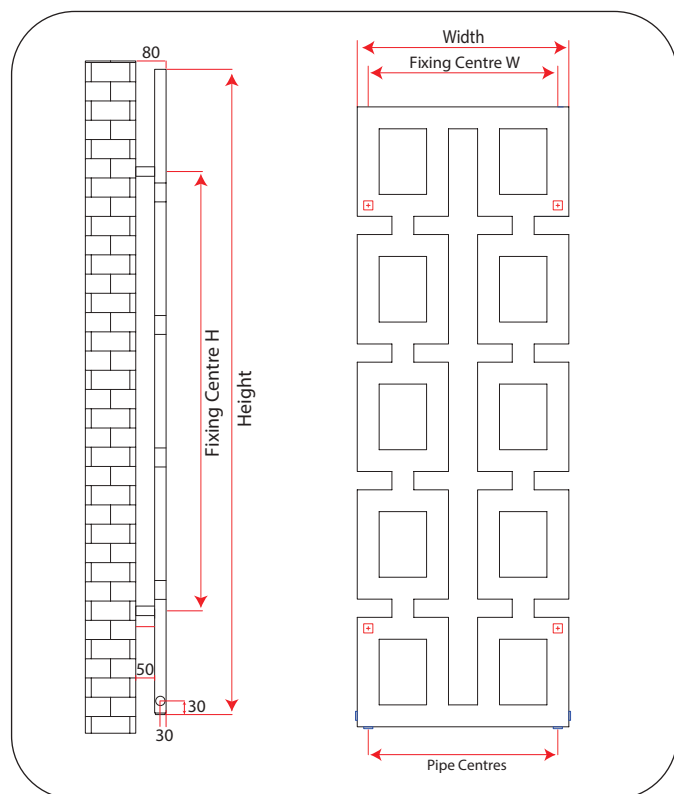 80
Width
Fixing Centre W
Fixing Centre H
Height
50
30
30
Pipe Centres